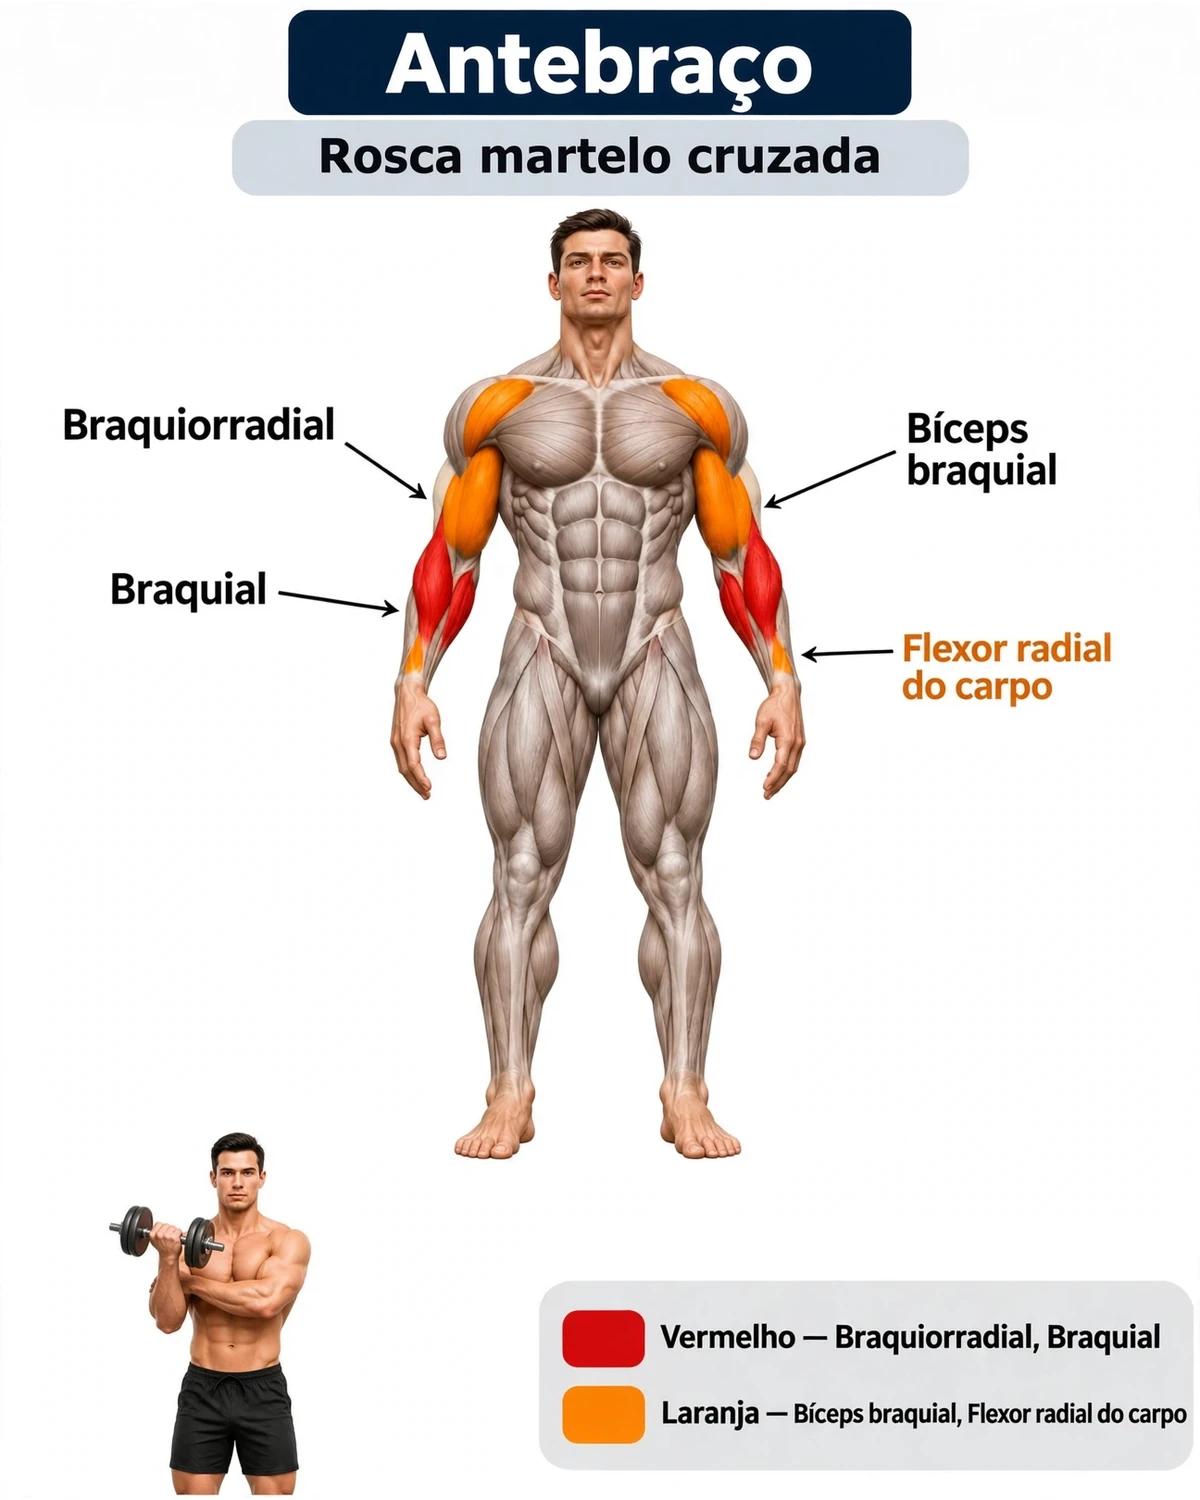 Antebraço
Rosca martelo cruzada
Braquiorradial
Bíceps
braquial
Braquial
Flexor radial
do carpo
Vermelho — Braquiorradial, Braquial
Laranja — Bíceps braquial, Flexor radial do carpo